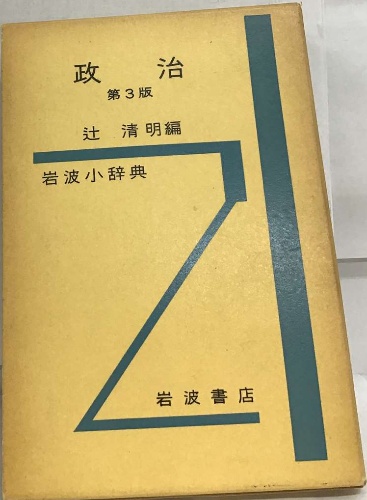 政 治
第3版
辻 清明編
岩波小辞典
岩波書店